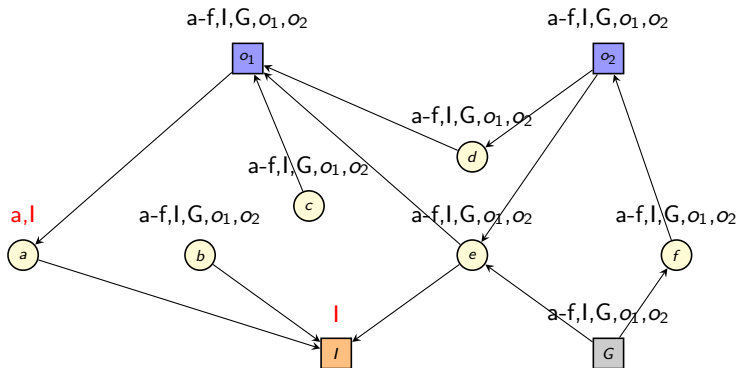 a–f,I,G,o₁,o₂
a–f,I,G,o₁,o₂
o₁
o₂
a–f,I,G,o₁,o₂
d
a–f,I,G,o₁,o₂
c
a,I
a–f,I,G,o₁,o₂
a–f,I,G,o₁,o₂
a–f,I,G,o₁,o₂
a
b
e
f
I
a–f,I,G,o₁,o₂
I
G